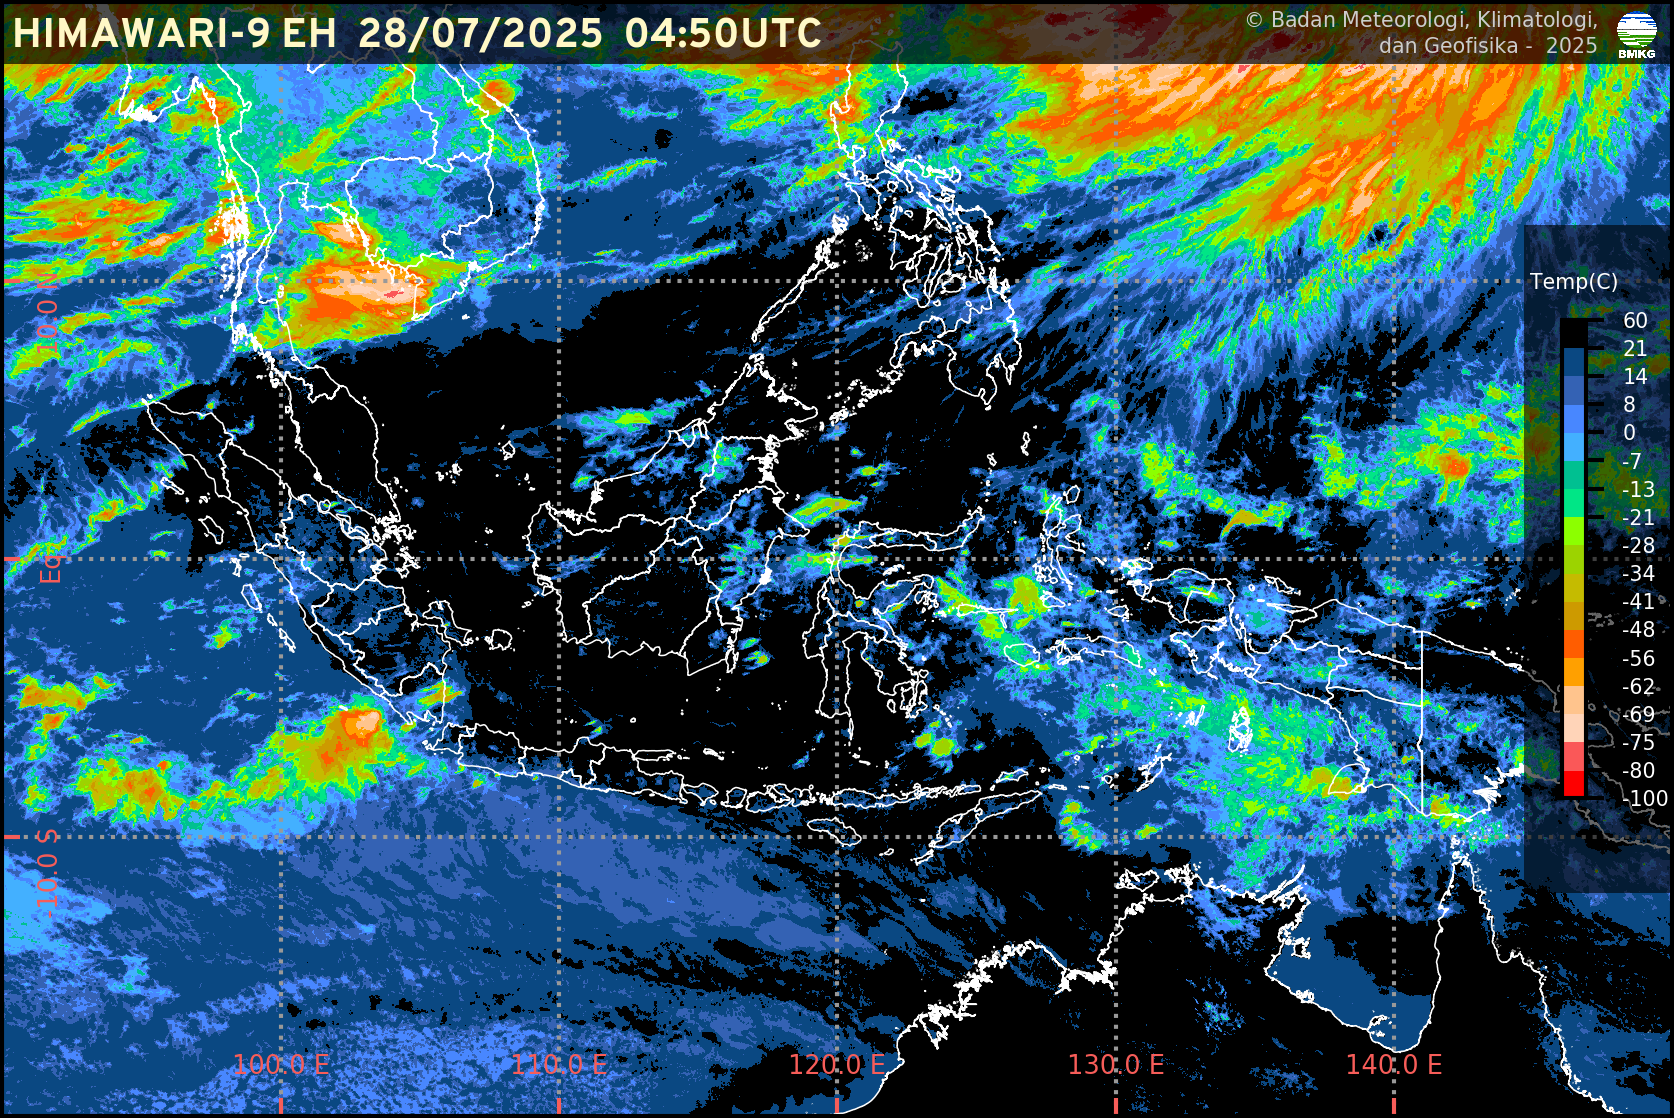 HIMAWARI-9 EH 28/07/2025 04:50UTC
© Badan Meteorologi, Klimatologi,
dan Geofisika - 2025
BMKG
Temp(C)
60
21
14
8
0
-7
-13
-21
-28
-34
-41
-48
-56
-62
-69
-75
-80
-100
10.0 N
Eq
-10.0 S
100.0 E
110.0 E
120.0 E
130.0 E
140.0 E